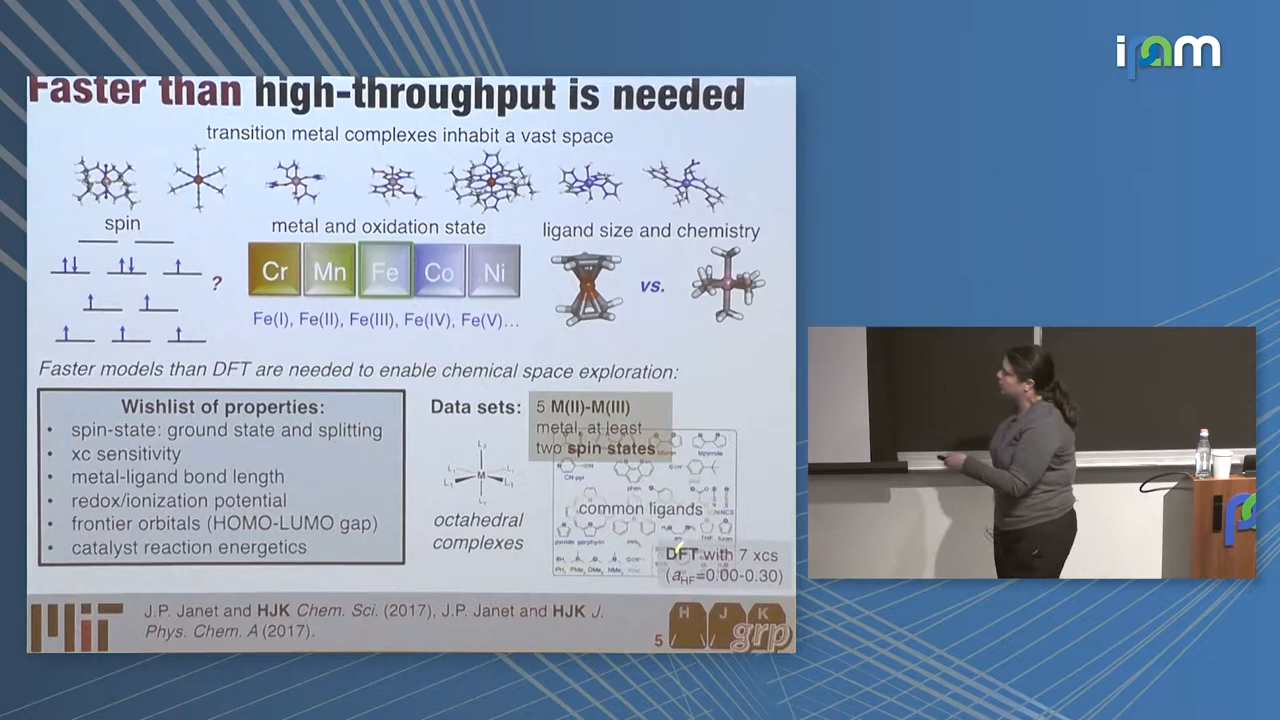 ipam
Faster than high-throughput is needed
transition metal complexes inhabit a vast space
spin
metal and oxidation state
ligand size and chemistry
?
Cr Mn Fe Co Ni
vs.
Fe(I), Fe(II), Fe(III), Fe(IV), Fe(V)…
Faster models than DFT are needed to enable chemical space exploration:
Wishlist of properties:
• spin-state: ground state and splitting
• xc sensitivity
• metal-ligand bond length
• redox/ionization potential
• frontier orbitals (HOMO-LUMO gap)
• catalyst reaction energetics
Data sets:
5 M(II)-M(III)
metal, at least
two spin states
M
octahedral
complexes
common ligands
DFT with 7 xcs
(aHF=0.00-0.30)
MIT
J.P. Janet and HJK Chem. Sci. (2017), J.P. Janet and HJK J.
Phys. Chem. A (2017).
5
H J K
grp